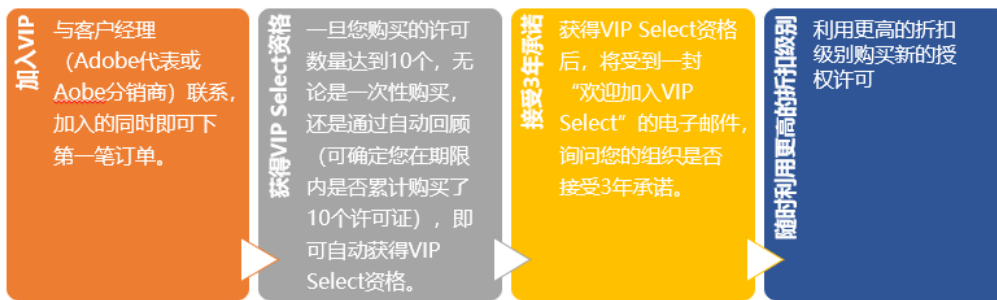 加入VIP
与客户经理
（Adobe代表或
Aobe分销商）联系，
加入的同时即可下
第一笔订单。
获得VIP Select资格
一旦您购买的许可
数量达到10个，无
论是一次性购买，
还是通过自动回顾
（可确定您在期限
内是否累计购买了
10个许可证），即
可自动获得VIP
Select资格。
接受3年承诺
获得VIP Select资格
后，将受到一封
“欢迎加入VIP
Select”的电子邮件，
询问您的组织是否
接受3年承诺。
随时利用更高的折扣级别
利用更高的折扣
级别购买新的授
权许可